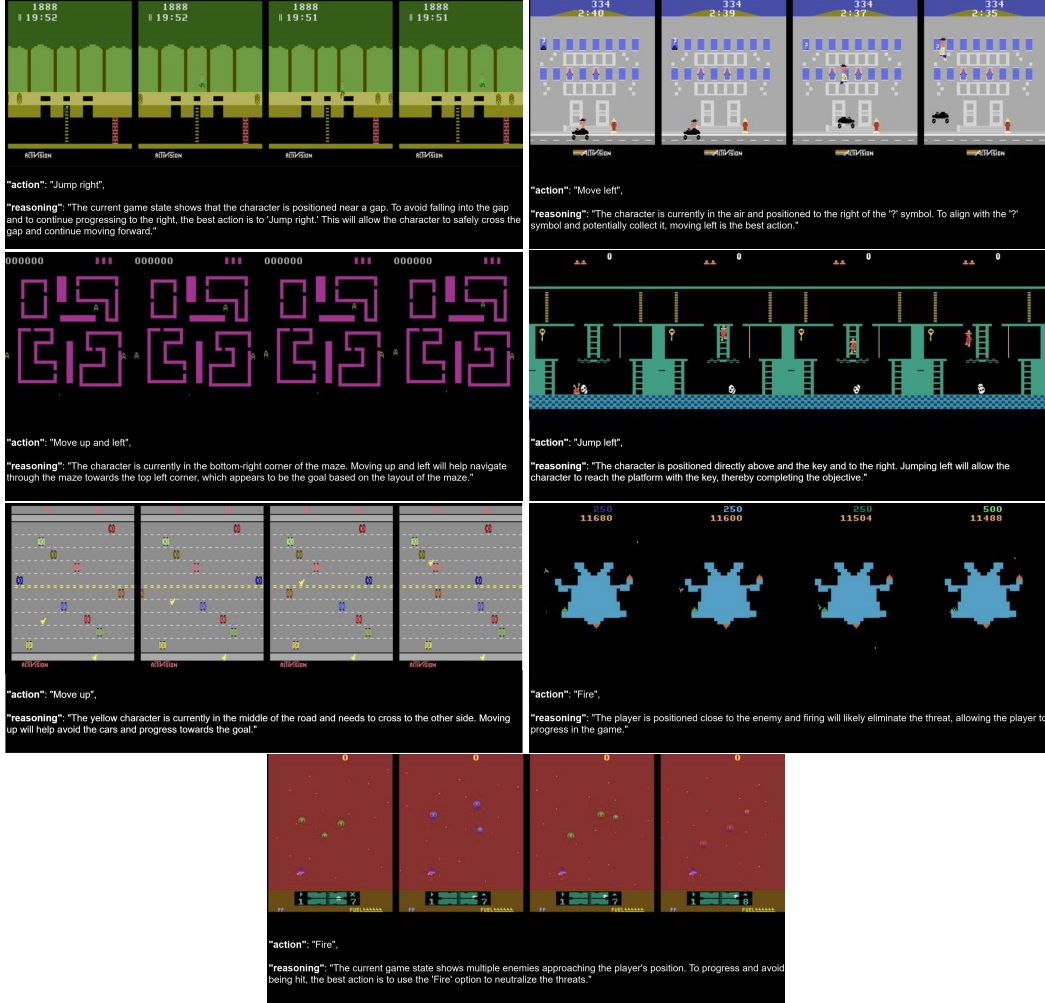 1888 1888 1888 1888
19:52 19:52 19:51 19:51
ACTIVISION ACTIVISION ACTIVISION ACTIVISION
"action": "Jump right",
"reasoning": "The current game state shows that the character is positioned near a gap. To avoid falling into the gap
and to continue progressing to the right, the best action is to 'Jump right.' This will allow the character to safely cross the
gap and continue moving forward."
334 334 334 334
2:40 2:39 2:37 2:35
ACTIVISION ACTIVISION ACTIVISION ACTIVISION
"action": "Move left",
"reasoning": "The character is currently in the air and positioned to the right of the '?' symbol. To align with the '?'
symbol and potentially collect it, moving left is the best action."
000000 000000 000000 000000
"action": "Move up and left",
"reasoning": "The character is currently in the bottom-right corner of the maze. Moving up and left will help navigate
through the maze towards the top left corner, which appears to be the goal based on the layout of the maze."
0 0 0 0
"action": "Jump left",
"reasoning": "The character is positioned directly above and the key and to the right. Jumping left will allow the
character to reach the platform with the key, thereby completing the objective."
ACTIVISION ACTIVISION ACTIVISION ACTIVISION
"action": "Move up",
"reasoning": "The yellow character is currently in the middle of the road and needs to cross to the other side. Moving
up will help avoid the cars and progress towards the goal."
250 250 250 500
11680 11600 11504 11488
"action": "Fire",
"reasoning": "The player is positioned close to the enemy and firing will likely eliminate the threat, allowing the player to
progress in the game."
0 0 0 0
1 7 1 7 1 7 1 8
FUEL FUEL FUEL FUEL
"action": "Fire",
"reasoning": "The current game state shows multiple enemies approaching the player's position. To progress and avoid
being hit, the best action is to use the 'Fire' option to neutralize the threats."